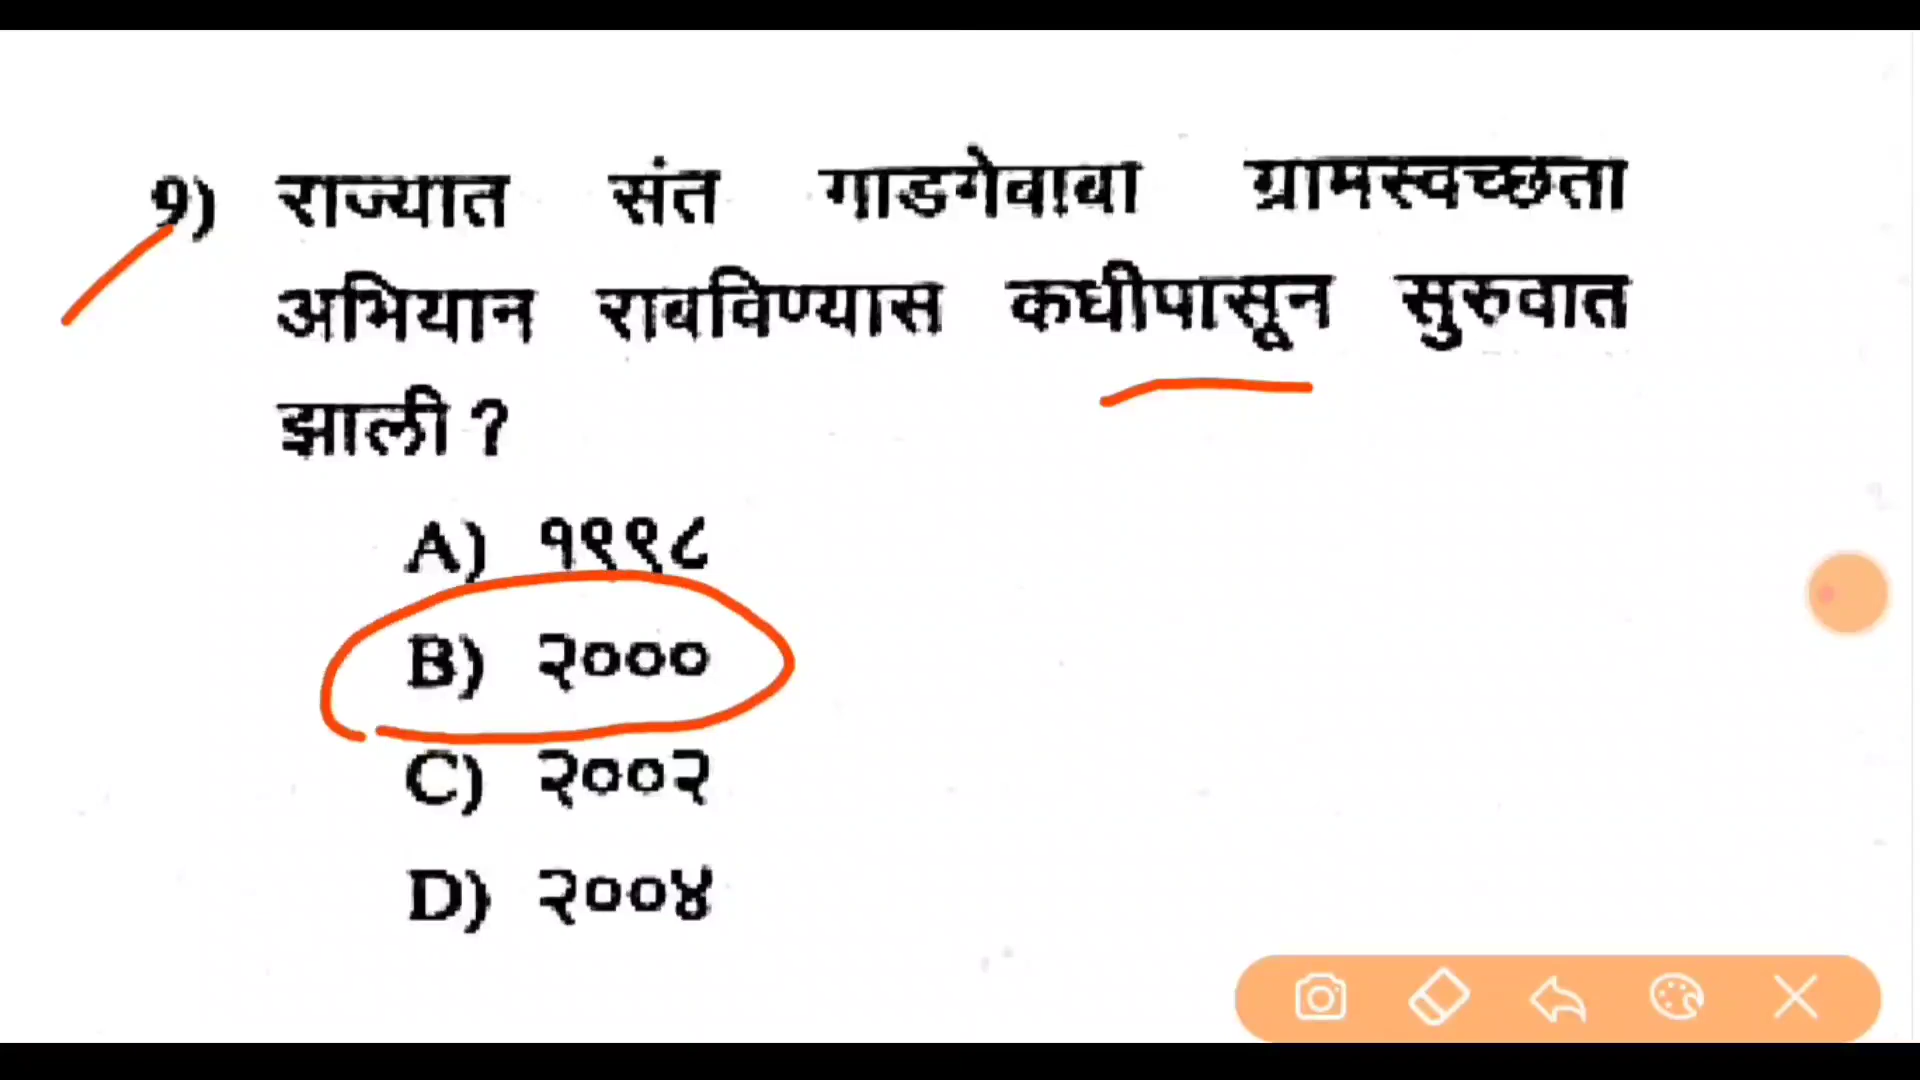 9) राज्यात संत गाडगेबाबा ग्रामस्वच्छता
अभियान राबविण्यास कधीपासून सुरुवात
झाली ?
A) १९९८
B) २०००
C) २००२
D) २००४